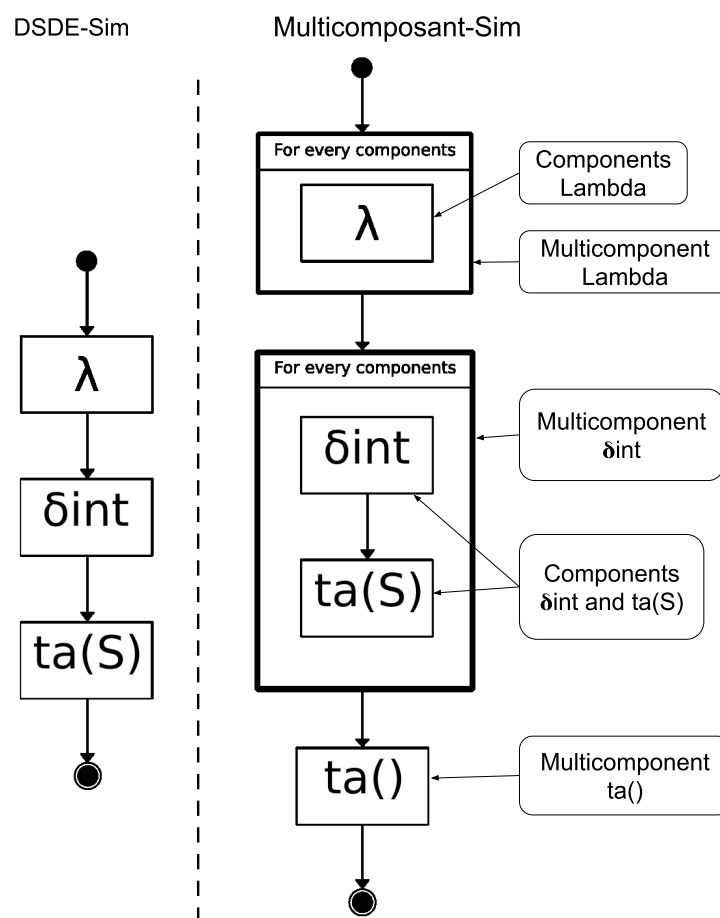 DSDE-Sim
Multicomposant-Sim
For every components
λ
Components
Lambda
Multicomponent
Lambda
λ
δint
ta(S)
For every components
δint
ta(S)
Multicomponent
δint
Components
δint and ta(S)
ta()
Multicomponent
ta()